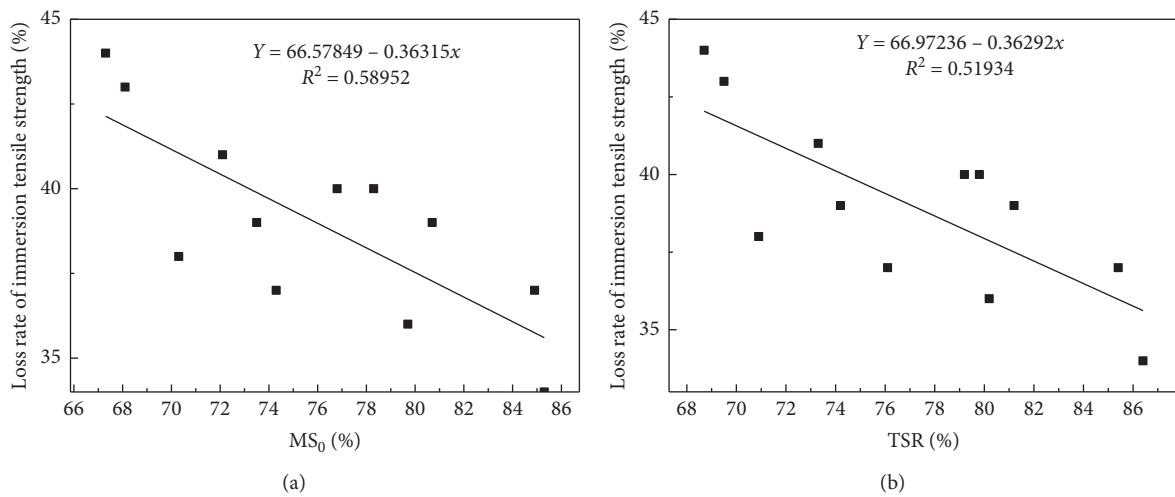 45
40
35
Loss rate of immersion tensile strength (%)
Y = 66.57849 – 0.36315x
R² = 0.58952
66 68 70 72 74 76 78 80 82 84 86
MS₀ (%)
(a)
45
40
35
Loss rate of immersion tensile strength (%)
Y = 66.97236 – 0.36292x
R² = 0.51934
68 70 72 74 76 78 80 82 84 86
TSR (%)
(b)